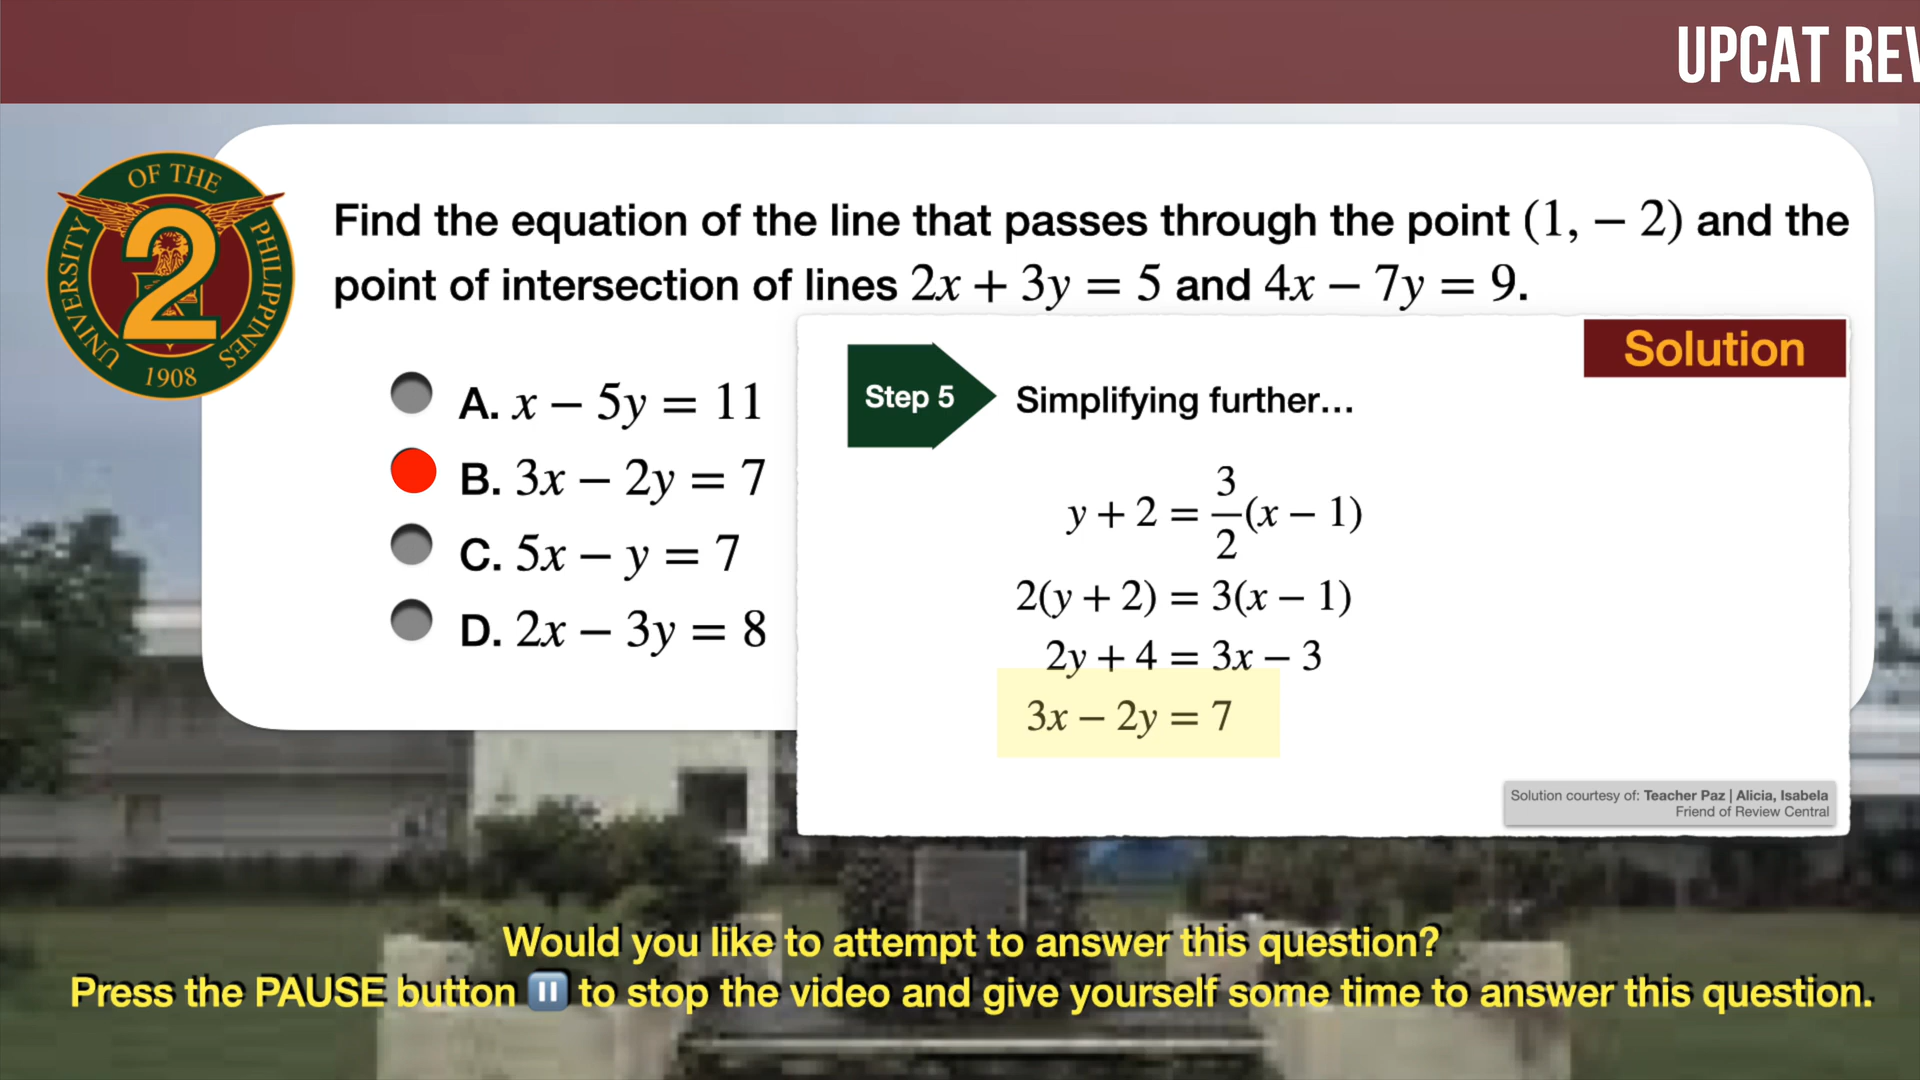 UPCAT REV
OF THE
UNIVERSITY
PHILIPPINES
2
1908
Find the equation of the line that passes through the point (1, − 2) and the
point of intersection of lines 2x + 3y = 5 and 4x − 7y = 9.
A. x − 5y = 11
B. 3x − 2y = 7
C. 5x − y = 7
D. 2x − 3y = 8
Solution
Step 5
Simplifying further...
y + 2 = 3/2(x − 1)
2(y + 2) = 3(x − 1)
2y + 4 = 3x − 3
3x − 2y = 7
Solution courtesy of: Teacher Paz | Alicia, Isabela
Friend of Review Central
Would you like to attempt to answer this question?
Press the PAUSE button ⏸ to stop the video and give yourself some time to answer this question.